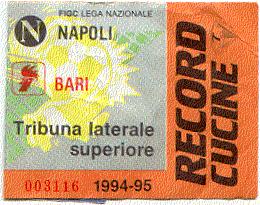 FIGC LEGA NAZIONALE
N NAPOLI
BARI
Tribuna laterale
superiore
003116 1994-95
RECORD
CUCINE